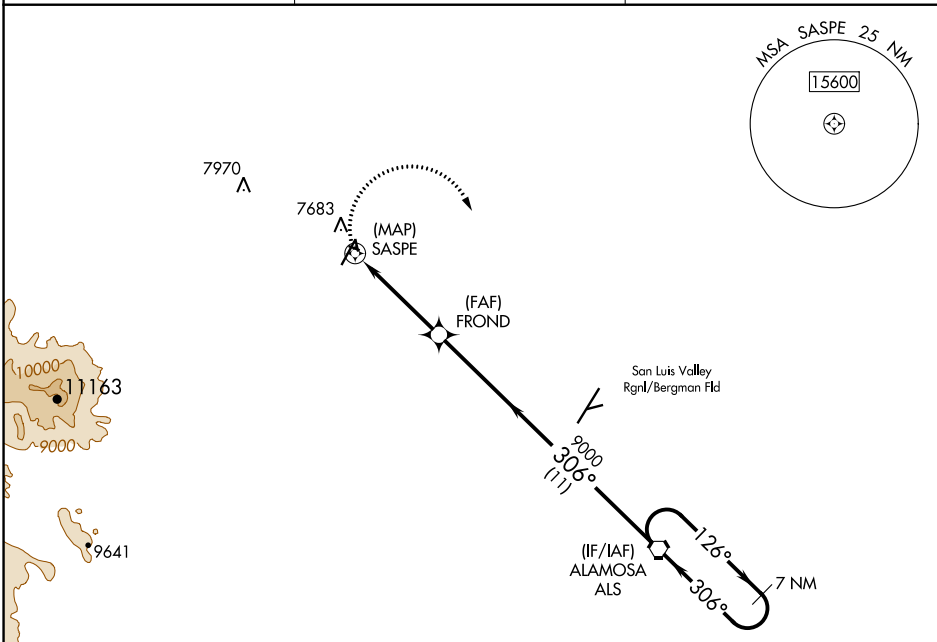 MSA SASPE 25 NM
15600
7970
7683
(MAP)
SASPE
(FAF)
FROND
San Luis Valley
Rgnl/Bergman Fld
10000
11163
9000
9000
306°
(11)
9641
(IF/IAF)
ALAMOSA
ALS
126°
306°
7 NM